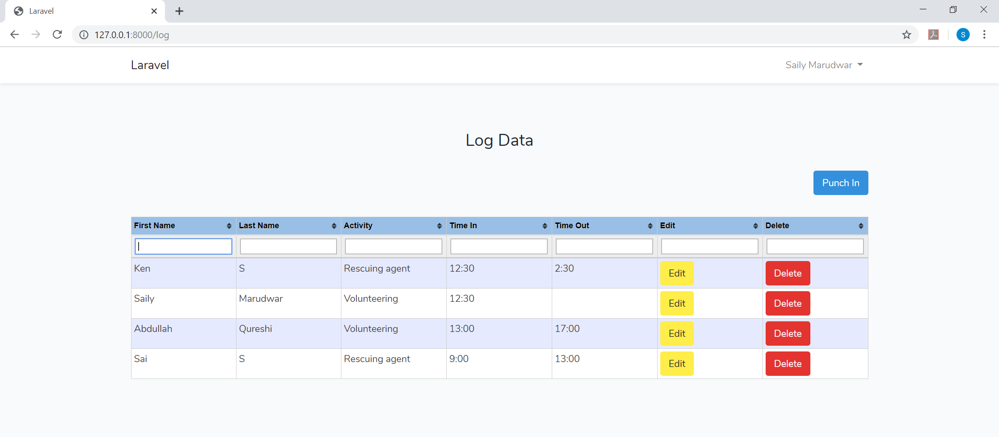 Laravel
127.0.0.1:8000/log
S
Laravel Saily Marudwar
Log Data
Punch In
First Name Last Name Activity Time In Time Out Edit Delete
Ken S Rescuing agent 12:30 2:30 Edit Delete
Saily Marudwar Volunteering 12:30 Edit Delete
Abdullah Qureshi Volunteering 13:00 17:00 Edit Delete
Sai S Rescuing agent 9:00 13:00 Edit Delete